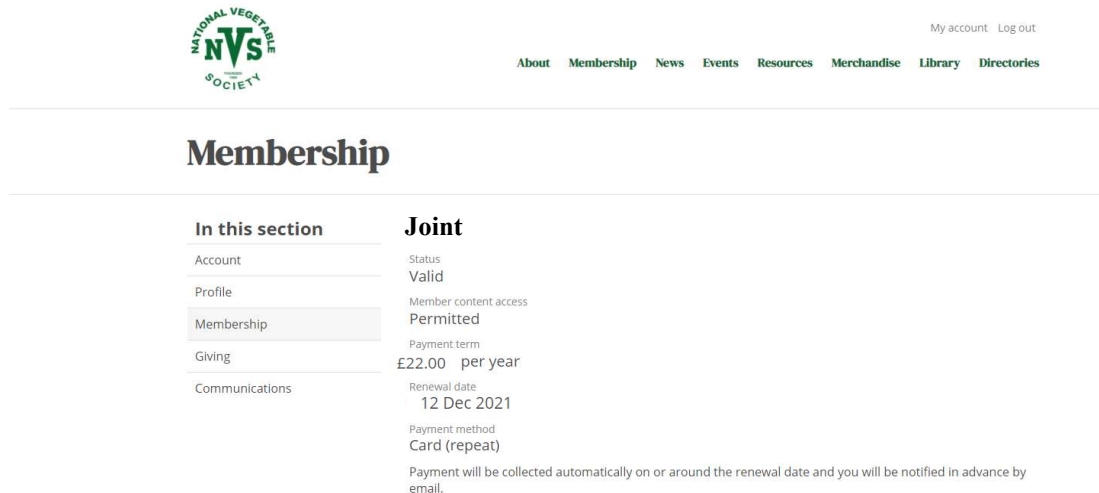 NATIONAL VEGETABLE
NVS
FOUNDED
1960
SOCIETY
My account Log out
About Membership News Events Resources Merchandise Library Directories
Membership
In this section
Account
Profile
Membership
Giving
Communications
Joint
Status
Valid
Member content access
Permitted
Payment term
£22.00 per year
Renewal date
12 Dec 2021
Payment method
Card (repeat)
Payment will be collected automatically on or around the renewal date and you will be notified in advance by
email.